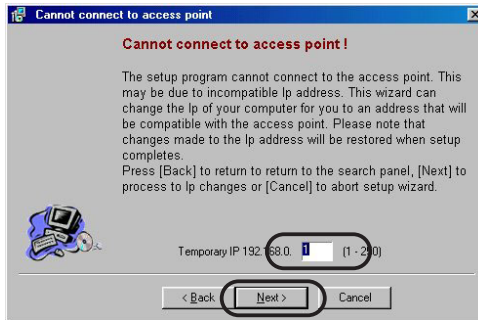 Cannot connect to access point
Cannot connect to access point !
The setup program cannot connect to the access point. This
may be due to incompatible Ip address. This wizard can
change the Ip of your computer for you to an address that will
be compatible with the access point. Please note that
changes made to the Ip address will be restored when setup
completes.
Press [Back] to return to return to the search panel, [Next] to
process to Ip changes or [Cancel] to abort setup wizard.
Temporary IP 192.168.0. 1 (1 - 250)
< Back Next > Cancel